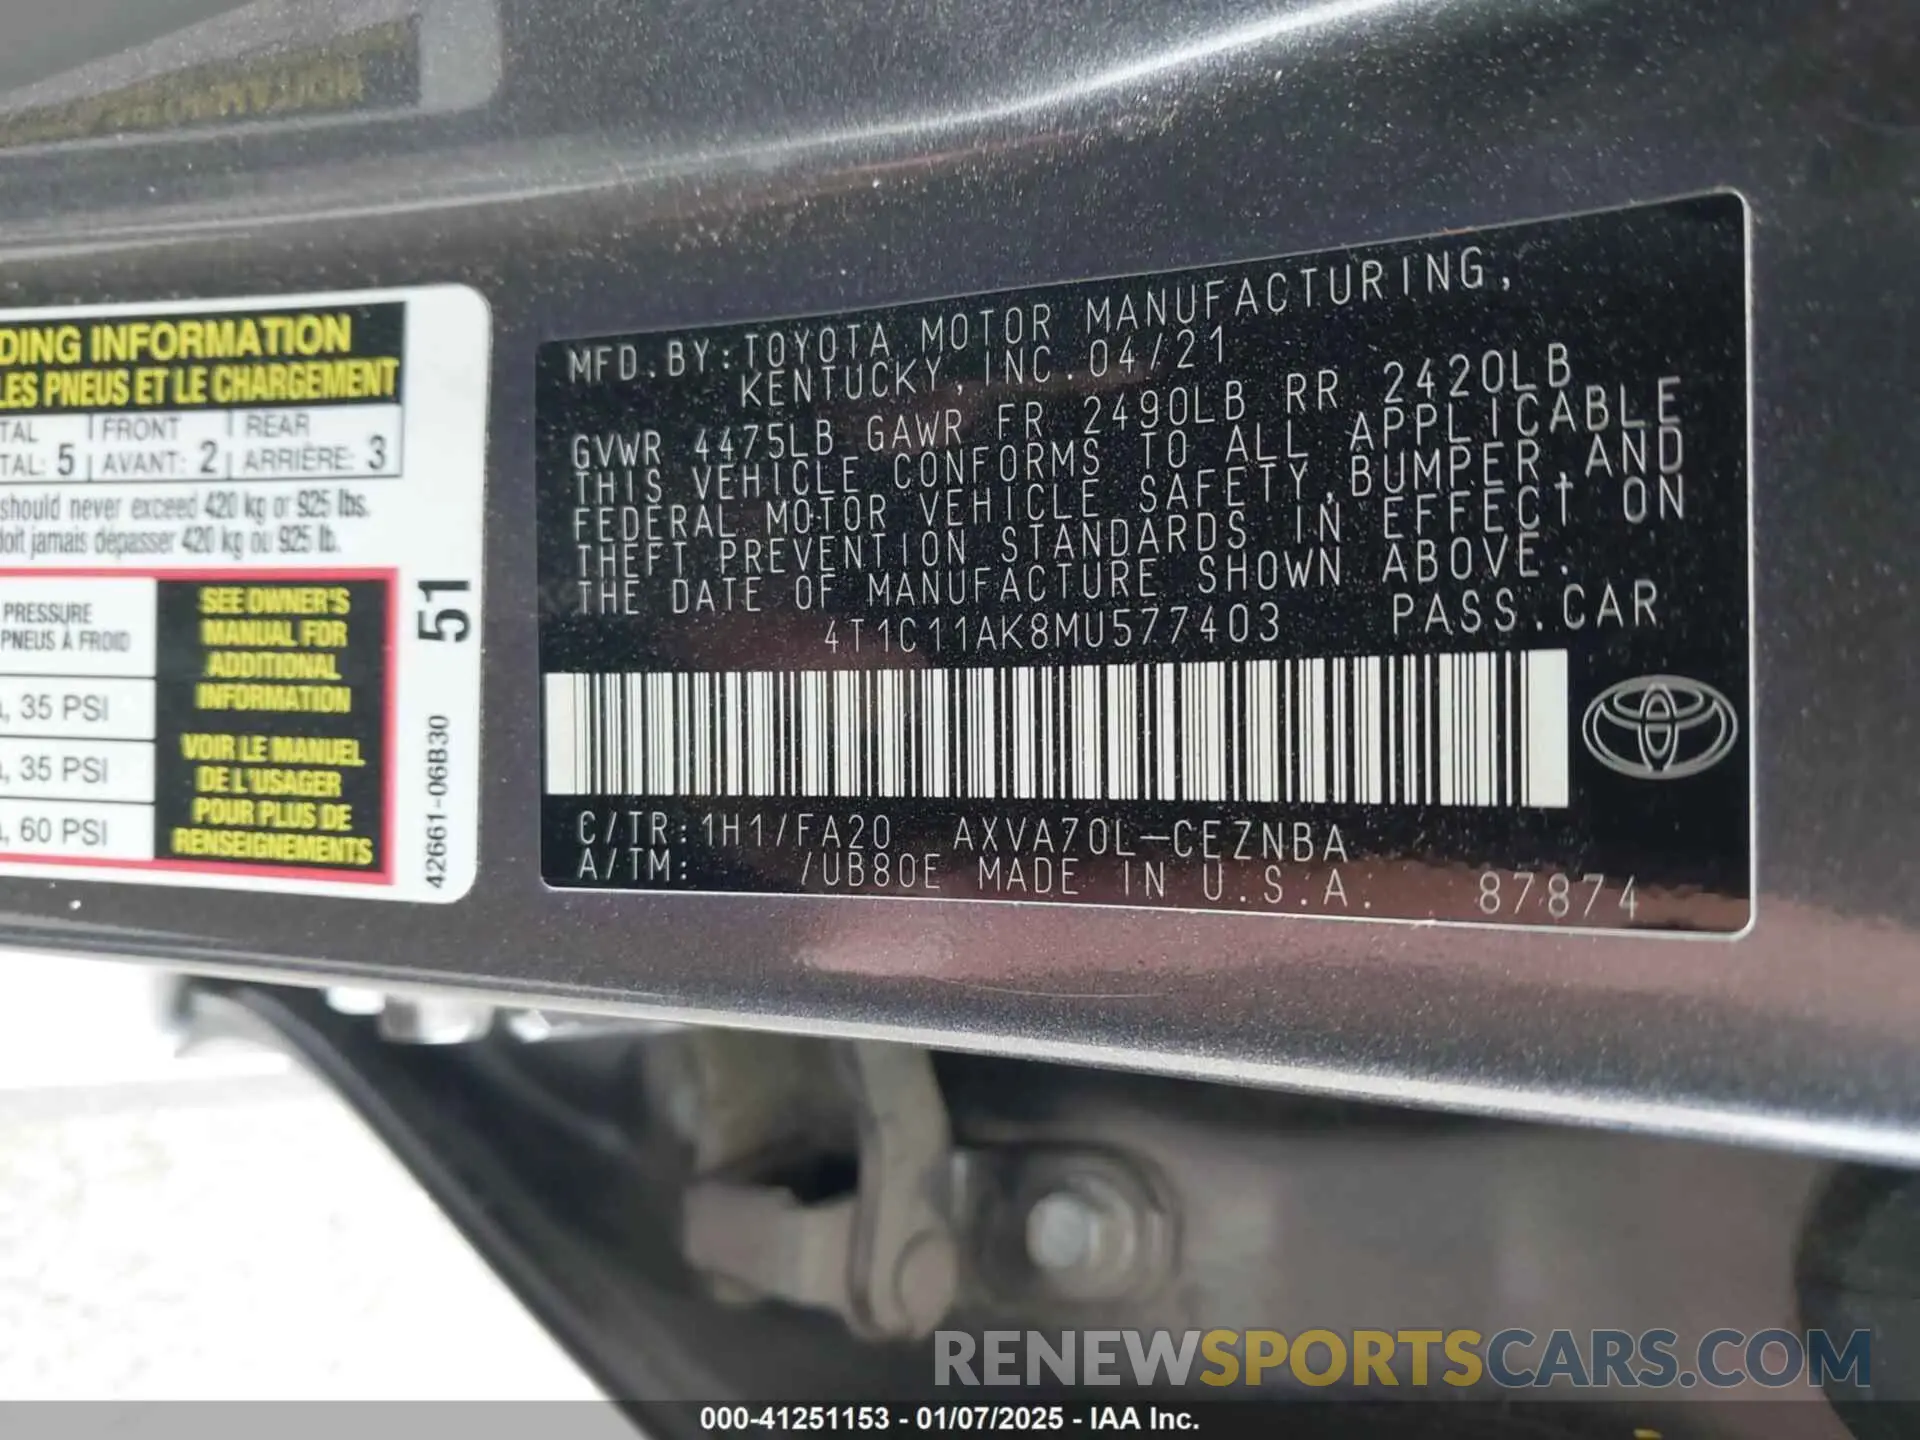 DING INFORMATION
LES PNEUS ET LE CHARGEMENT
TAL FRONT REAR
TAL: 5 AVANT: 2 ARRIÈRE: 3
should never exceed 420 kg or 925 lbs.
doit jamais dépasser 420 kg ou 925 lb.
PRESSURE
PNEUS À FROID
, 35 PSI
, 35 PSI
, 60 PSI
SEE OWNER'S
MANUAL FOR
ADDITIONAL
INFORMATION
VOIR LE MANUEL
DE L'USAGER
POUR PLUS DE
RENSEIGNEMENTS
51
42661-06B30
MFD.BY:TOYOTA MOTOR MANUFACTURING,
KENTUCKY,INC.04/21
GVWR 4475LB GAWR FR 2490LB RR 2420LB
THIS VEHICLE CONFORMS TO ALL APPLICABLE
FEDERAL MOTOR VEHICLE SAFETY,BUMPER,AND
THEFT PREVENTION STANDARDS IN EFFECT ON
THE DATE OF MANUFACTURE SHOWN ABOVE.
4T1C11AK8MU577403 PASS.CAR
C/TR:1H1/FA20 AXVA70L-CEZNBA
A/TM: /UB80E MADE IN U.S.A. 87874
RENEWSPORTSCARS.COM
000-41251153 - 01/07/2025 - IAA Inc.